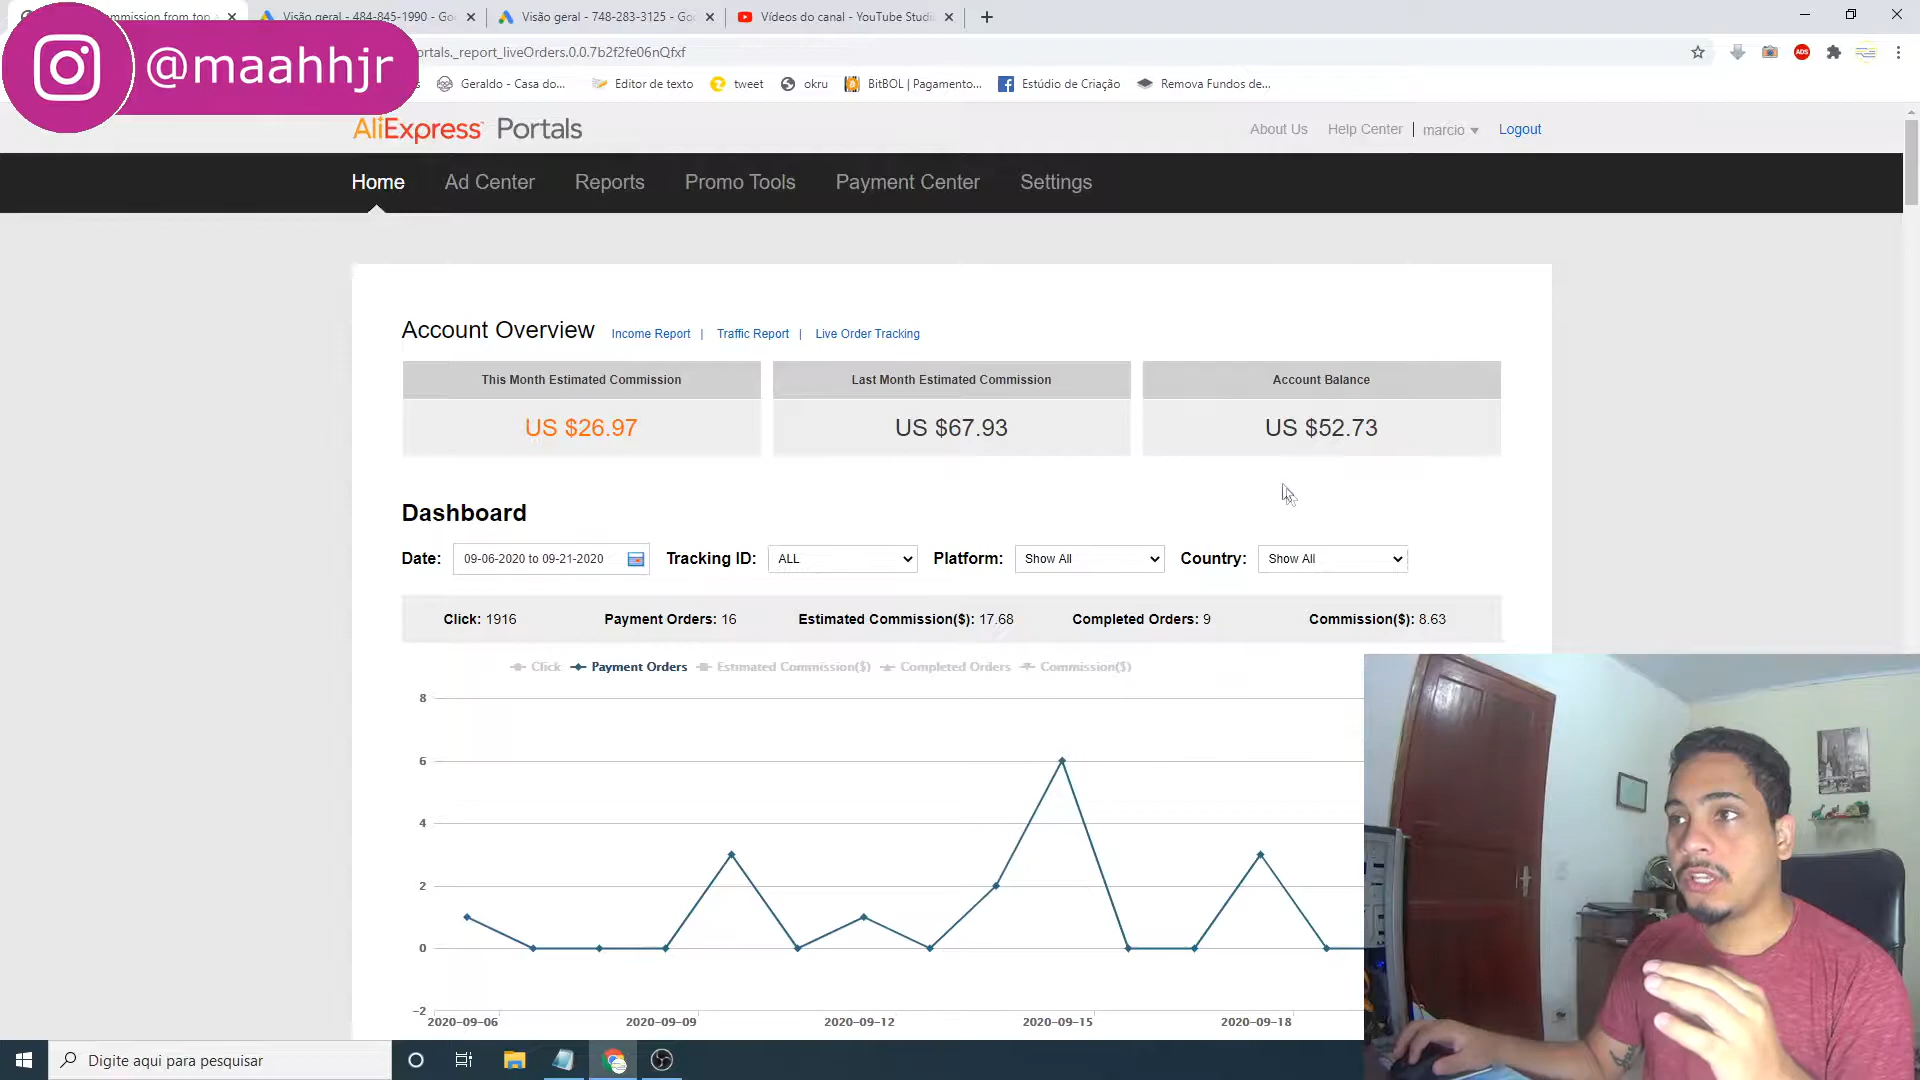 commission from top
Visão geral - 484-845-1990 - Go
Visão geral - 748-283-3125 - Go
Vídeos do canal - YouTube Studi
@maahhjr
ortals._report_liveOrders.0.0.7b2f2fe06nQfxf
ADS
Geraldo - Casa do...
Editor de texto
tweet
okru
BitBOL | Pagamento...
Estúdio de Criação
Remova Fundos de...
AliExpress Portals
About Us
Help Center
marcio
Logout
Home
Ad Center
Reports
Promo Tools
Payment Center
Settings
Account Overview
Income Report | Traffic Report | Live Order Tracking
This Month Estimated Commission
US $26.97
Last Month Estimated Commission
US $67.93
Account Balance
US $52.73
Dashboard
Date: 09-06-2020 to 09-21-2020
Tracking ID: ALL
Platform: Show All
Country: Show All
Click: 1916
Payment Orders: 16
Estimated Commission($): 17.68
Completed Orders: 9
Commission($): 8.63
Click
Payment Orders
Estimated Commission($)
Completed Orders
Commission($)
8
6
4
2
0
-2
2020-09-06
2020-09-09
2020-09-12
2020-09-15
2020-09-18
Digite aqui para pesquisar